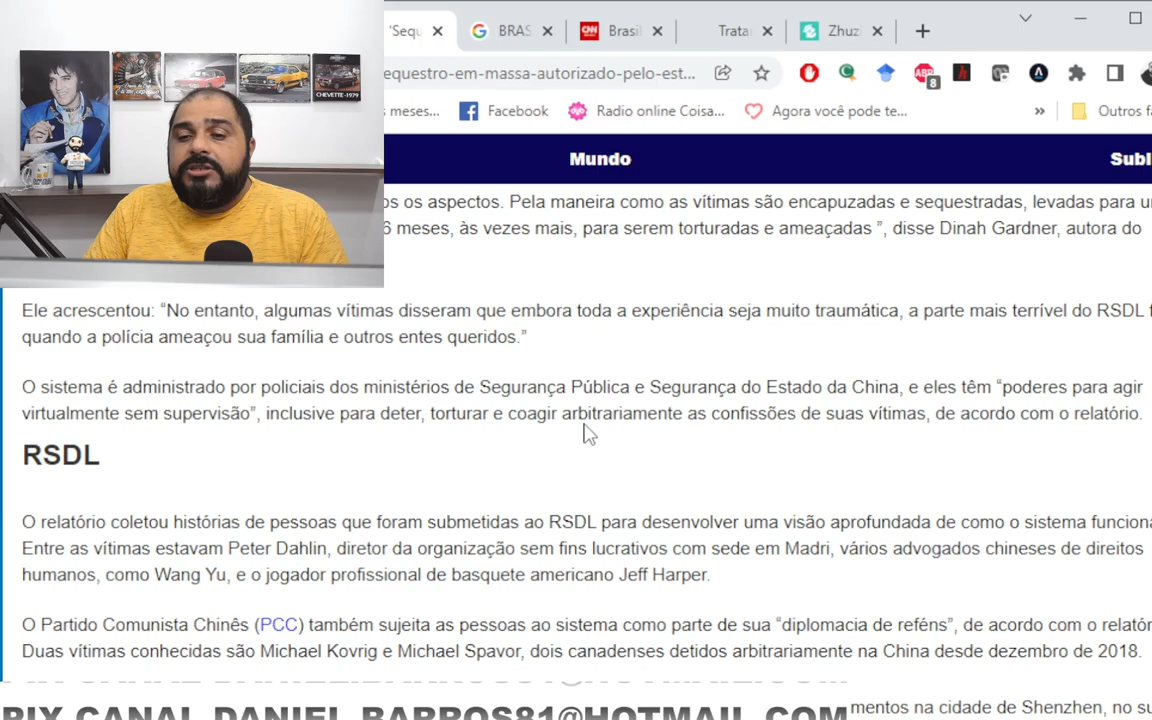 'Sequ
BRAS
Brasil
Trata
Zhuz
equestro-em-massa-autorizado-pelo-est...
8
s meses...
Facebook
Radio online Coisa...
Agora você pode te...
»
Outros fa
Mundo
Subl
os os aspectos. Pela maneira como as vítimas são encapuzadas e sequestradas, levadas para u
6 meses, às vezes mais, para serem torturadas e ameaçadas ”, disse Dinah Gardner, autora do
Ele acrescentou: “No entanto, algumas vítimas disseram que embora toda a experiência seja muito traumática, a parte mais terrível do RSDL f
quando a polícia ameaçou sua família e outros entes queridos.”
O sistema é administrado por policiais dos ministérios de Segurança Pública e Segurança do Estado da China, e eles têm “poderes para agir
virtualmente sem supervisão”, inclusive para deter, torturar e coagir arbitrariamente as confissões de suas vítimas, de acordo com o relatório.
RSDL
O relatório coletou histórias de pessoas que foram submetidas ao RSDL para desenvolver uma visão aprofundada de como o sistema funciona
Entre as vítimas estavam Peter Dahlin, diretor da organização sem fins lucrativos com sede em Madri, vários advogados chineses de direitos
humanos, como Wang Yu, e o jogador profissional de basquete americano Jeff Harper.
O Partido Comunista Chinês (PCC) também sujeita as pessoas ao sistema como parte de sua “diplomacia de reféns”, de acordo com o relatór
Duas vítimas conhecidas são Michael Kovrig e Michael Spavor, dois canadenses detidos arbitrariamente na China desde dezembro de 2018.
mentos na cidade de Shenzhen, no su
PIX CANAL DANIEL.BARROS81@HOTMAIL.COM
CHEVETTE-1979